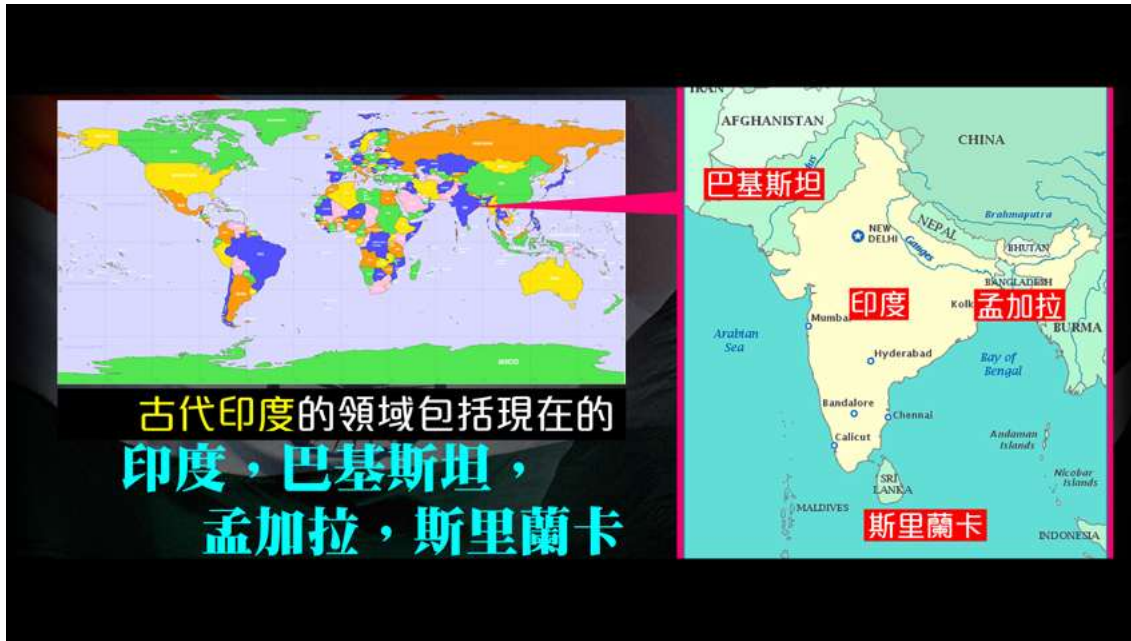 古代印度的領域包括現在的
印度，巴基斯坦，
孟加拉，斯里蘭卡
IRAN
AFGHANISTAN
CHINA
巴基斯坦
Brahmaputra
NEPAL
NEW
DELHI
Ganges
BHUTAN
BANGLADESH
印度
孟加拉
Kolk
Mumbai
BURMA
Arabian
Sea
Hyderabad
Bay of
Bengal
Bandalore
Chennai
Calicut
Andaman
Islands
SRI
LANKA
Nicobar
Islands
MALDIVES
斯里蘭卡
INDONESIA